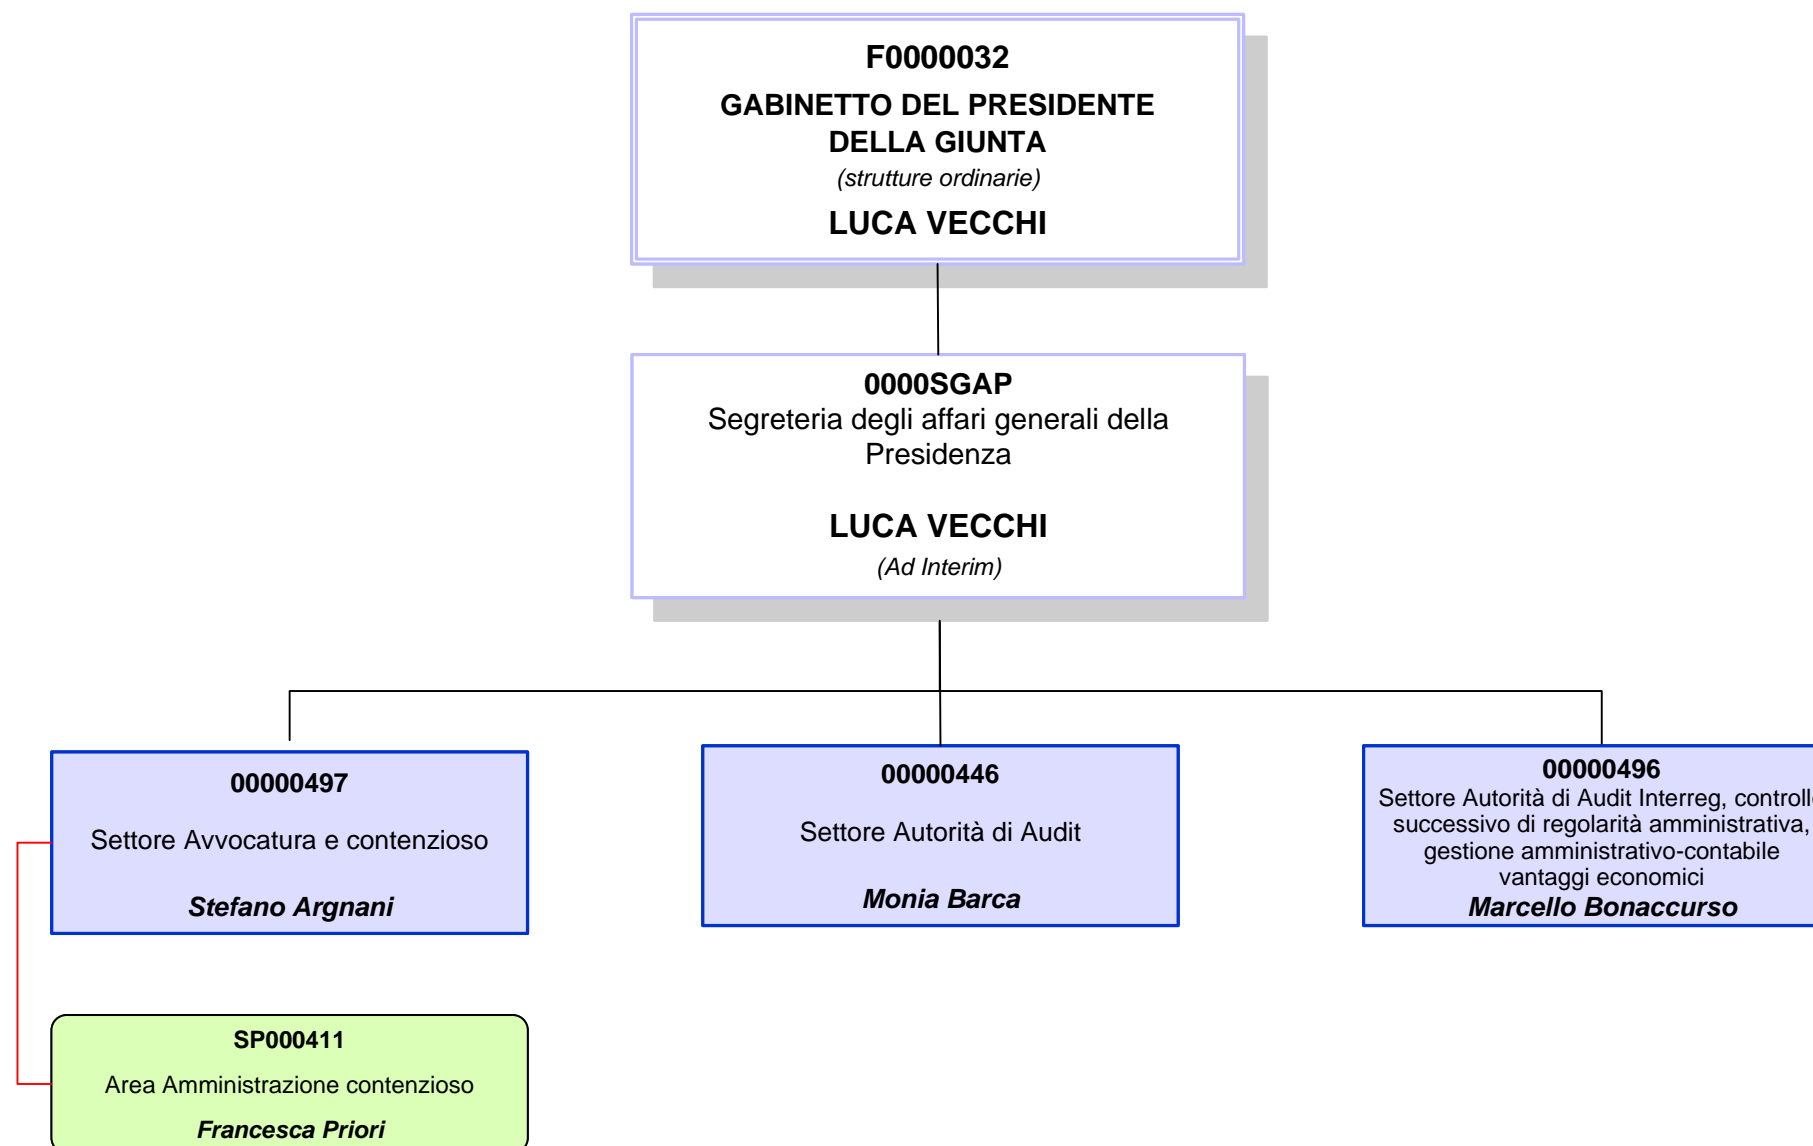 F0000032
GABINETTO DEL PRESIDENTE
DELLA GIUNTA
(strutture ordinarie)
LUCA VECCHI
0000SGAP
Segreteria degli affari generali della
Presidenza
LUCA VECCHI
(Ad Interim)
00000497
Settore Avvocatura e contenzioso
Stefano Argnani
00000446
Settore Autorità di Audit
Monia Barca
00000496
Settore Autorità di Audit Interreg,
successivo di regolarità amministrativa,
gestione amministrativo-contabile
vantaggi economici
Marcello Bonaccurso
SP000411
Area Amministrazione contenzioso
Francesca Priori